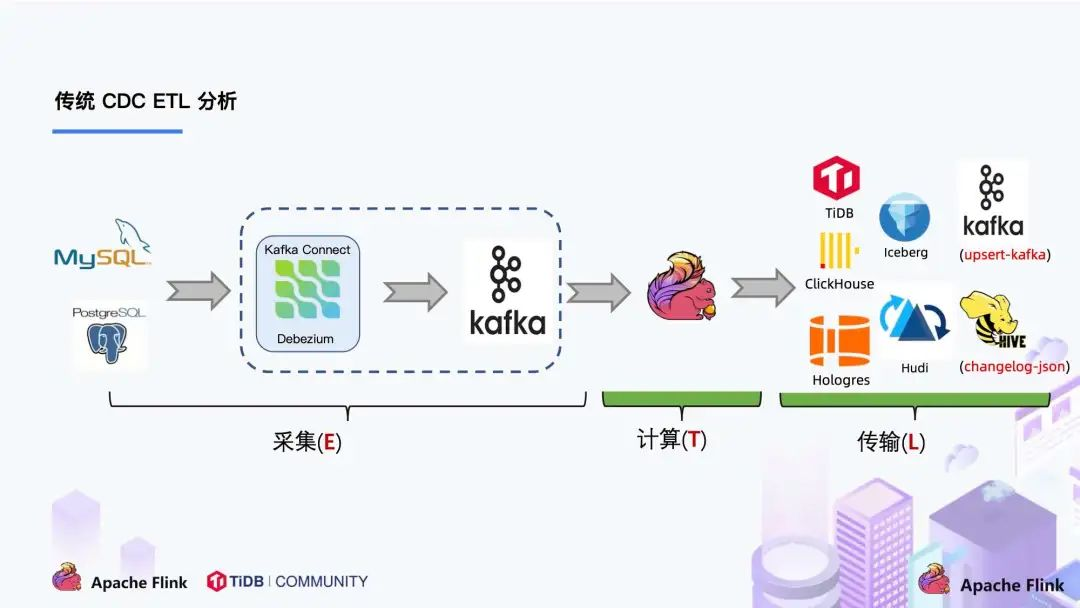 传统 CDC ETL 分析
MySQL
PostgreSQL
Kafka Connect
Debezium
kafka
TiDB
ClickHouse
Hologres
Iceberg
Hudi
kafka
(upsert-kafka)
HIVE
(changelog-json)
采集(E)
计算(T)
传输(L)
Apache Flink
TiDB | COMMUNITY
Apache Flink